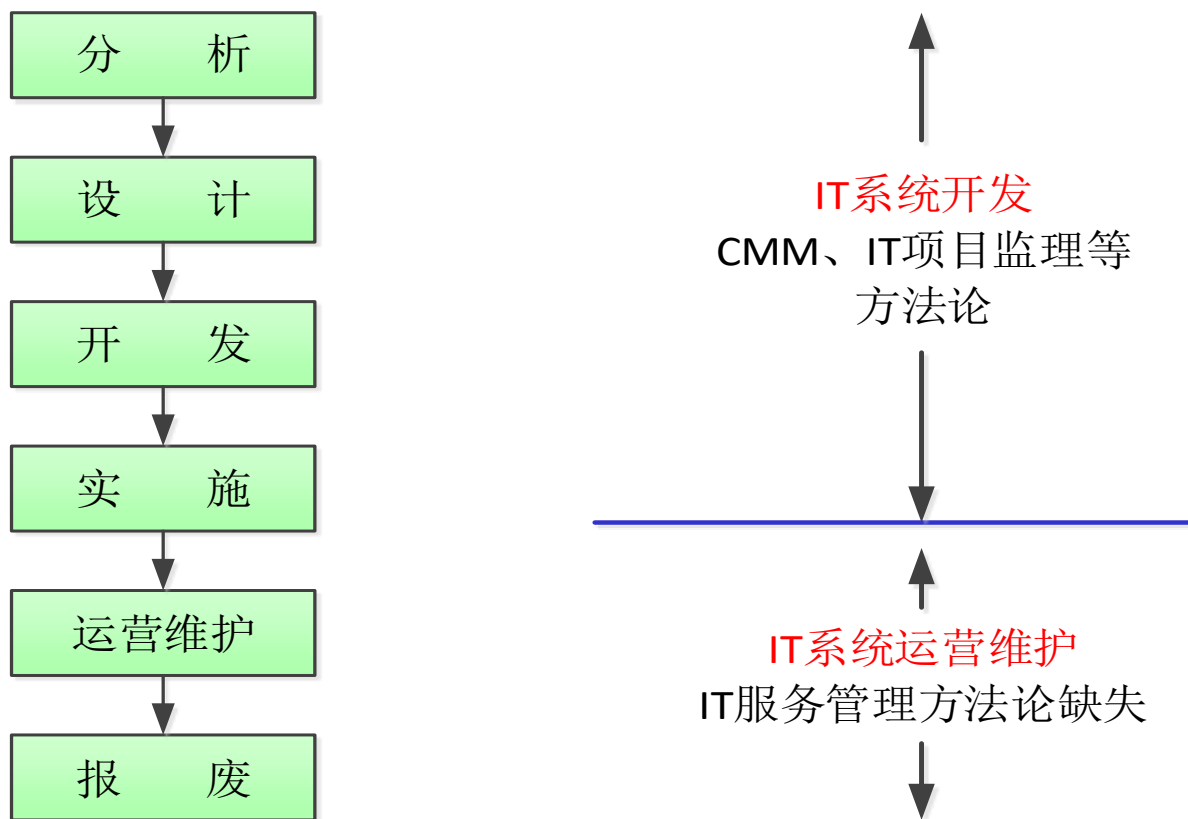 分 析
设 计
开 发
实 施
运营维护
报 废
IT系统开发
CMM、IT项目监理等
方法论
IT系统运营维护
IT服务管理方法论缺失